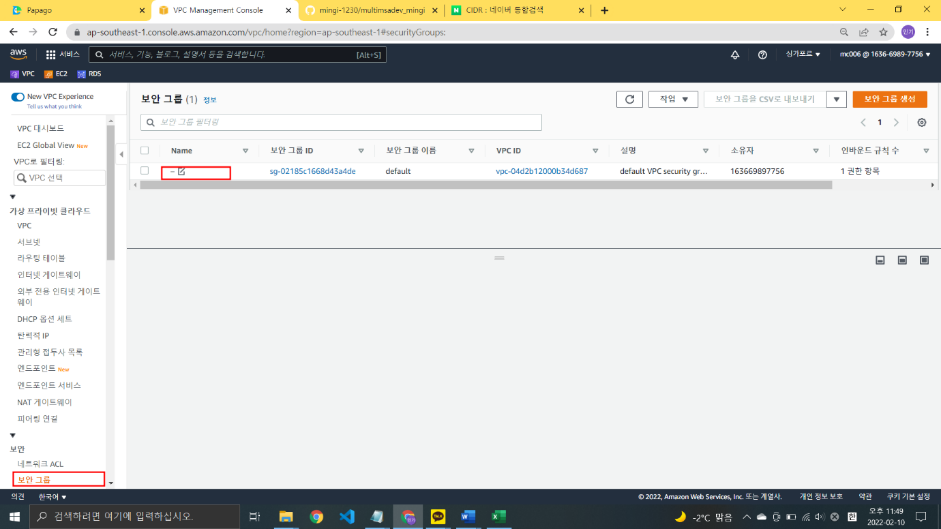 Papago
VPC Management Console
mingi-1230/multimsadev_mingi
CIDR : 네이버 통합검색
ap-southeast-1.console.aws.amazon.com/vpc/home?region=ap-southeast-1#securityGroups:
민기
aws
서비스
서비스, 기능, 블로그, 설명서 등을 검색합니다. [Alt+S]
싱가포르
mc006 @ 1636-6989-7756
VPC
EC2
RDS
New VPC Experience
Tell us what you think
VPC 대시보드
EC2 Global View New
VPC로 필터링:
VPC 선택
가상 프라이빗 클라우드
VPC
서브넷
라우팅 테이블
인터넷 게이트웨이
외부 전용 인터넷 게이트
웨이
DHCP 옵션 세트
탄력적 IP
관리형 접두사 목록
엔드포인트 New
엔드포인트 서비스
NAT 게이트웨이
피어링 연결
보안
네트워크 ACL
보안 그룹
보안 그룹 (1) 정보
작업
보안 그룹을 CSV로 내보내기
보안 그룹 생성
보안 그룹 필터링
1
Name 보안 그룹 ID 보안 그룹 이름 VPC ID 설명 소유자 인바운드 규칙 수
– sg-02185c1668d43a4de default vpc-04d2b12000b34d687 default VPC security gr... 163669897756 1 권한 항목
의견
한국어
© 2022, Amazon Web Services, Inc. 또는 계열사.
개인 정보 보호
약관
쿠키 기본 설정
검색하려면 여기에 입력하십시오.
-2°C 맑음
오후 11:49
2022-02-10